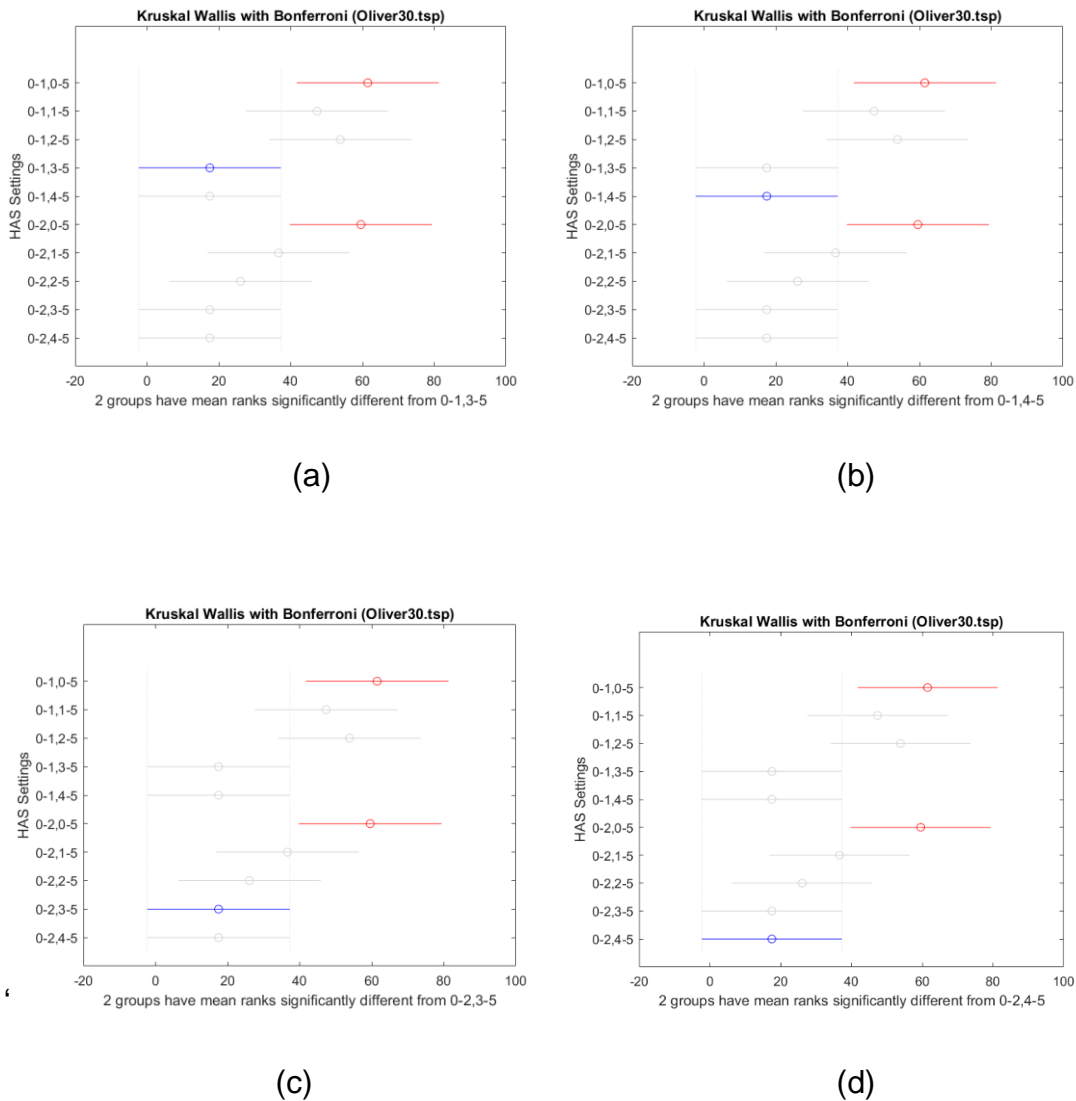 Kruskal Wallis with Bonferroni (Oliver30.tsp)
HAS Settings
0-1,0-5
0-1,1-5
0-1,2-5
0-1,3-5
0-1,4-5
0-2,0-5
0-2,1-5
0-2,2-5
0-2,3-5
0-2,4-5
-20 0 20 40 60 80 100
2 groups have mean ranks significantly different from 0-1,3-5
(a)
Kruskal Wallis with Bonferroni (Oliver30.tsp)
HAS Settings
0-1,0-5
0-1,1-5
0-1,2-5
0-1,3-5
0-1,4-5
0-2,0-5
0-2,1-5
0-2,2-5
0-2,3-5
0-2,4-5
-20 0 20 40 60 80 100
2 groups have mean ranks significantly different from 0-1,4-5
(b)
Kruskal Wallis with Bonferroni (Oliver30.tsp)
HAS Settings
0-1,0-5
0-1,1-5
0-1,2-5
0-1,3-5
0-1,4-5
0-2,0-5
0-2,1-5
0-2,2-5
0-2,3-5
0-2,4-5
-20 0 20 40 60 80 100
‘
2 groups have mean ranks significantly different from 0-2,3-5
(c)
Kruskal Wallis with Bonferroni (Oliver30.tsp)
HAS Settings
0-1,0-5
0-1,1-5
0-1,2-5
0-1,3-5
0-1,4-5
0-2,0-5
0-2,1-5
0-2,2-5
0-2,3-5
0-2,4-5
-20 0 20 40 60 80 100
2 groups have mean ranks significantly different from 0-2,4-5
(d)